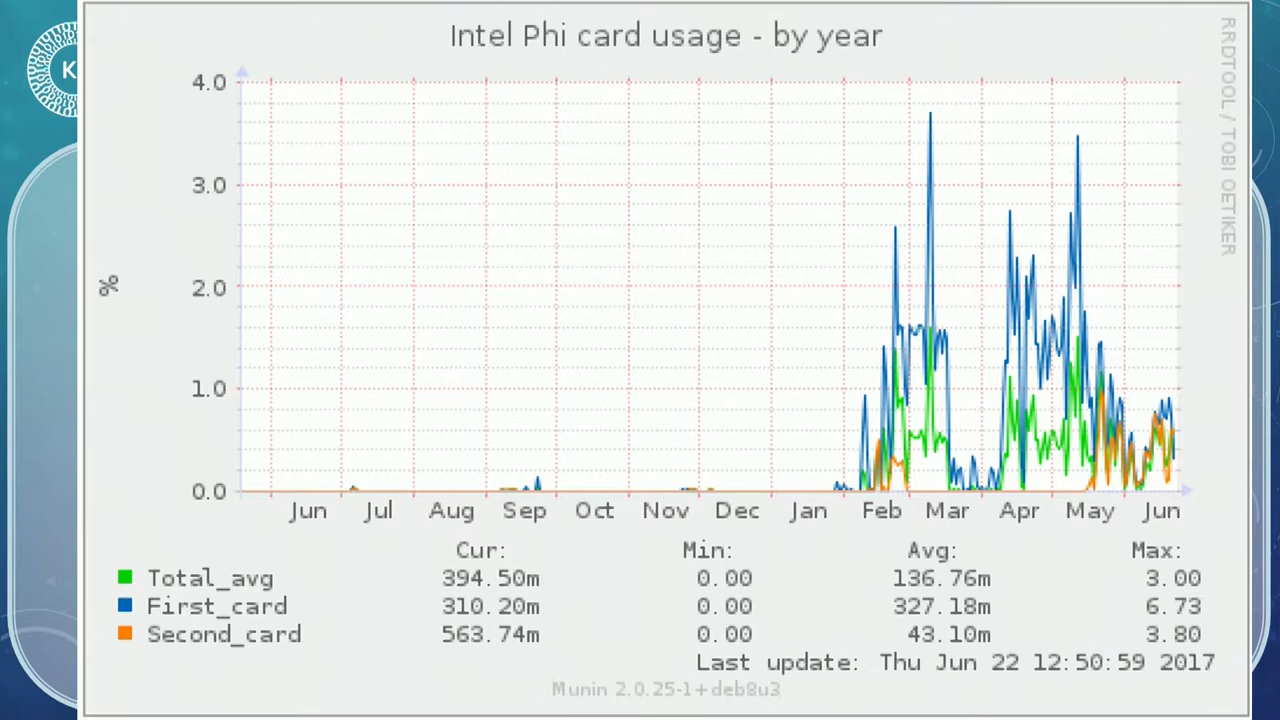 Intel Phi card usage - by year
RRDTOOL / TOBI OETIKER
K
4.0
3.0
2.0
1.0
0.0
%
Jun Jul Aug Sep Oct Nov Dec Jan Feb Mar Apr May Jun
Cur: Min: Avg: Max:
Total_avg 394.50m 0.00 136.76m 3.00
First_card 310.20m 0.00 327.18m 6.73
Second_card 563.74m 0.00 43.10m 3.80
Last update: Thu Jun 22 12:50:59 2017
Munin 2.0.25-1+deb8u3